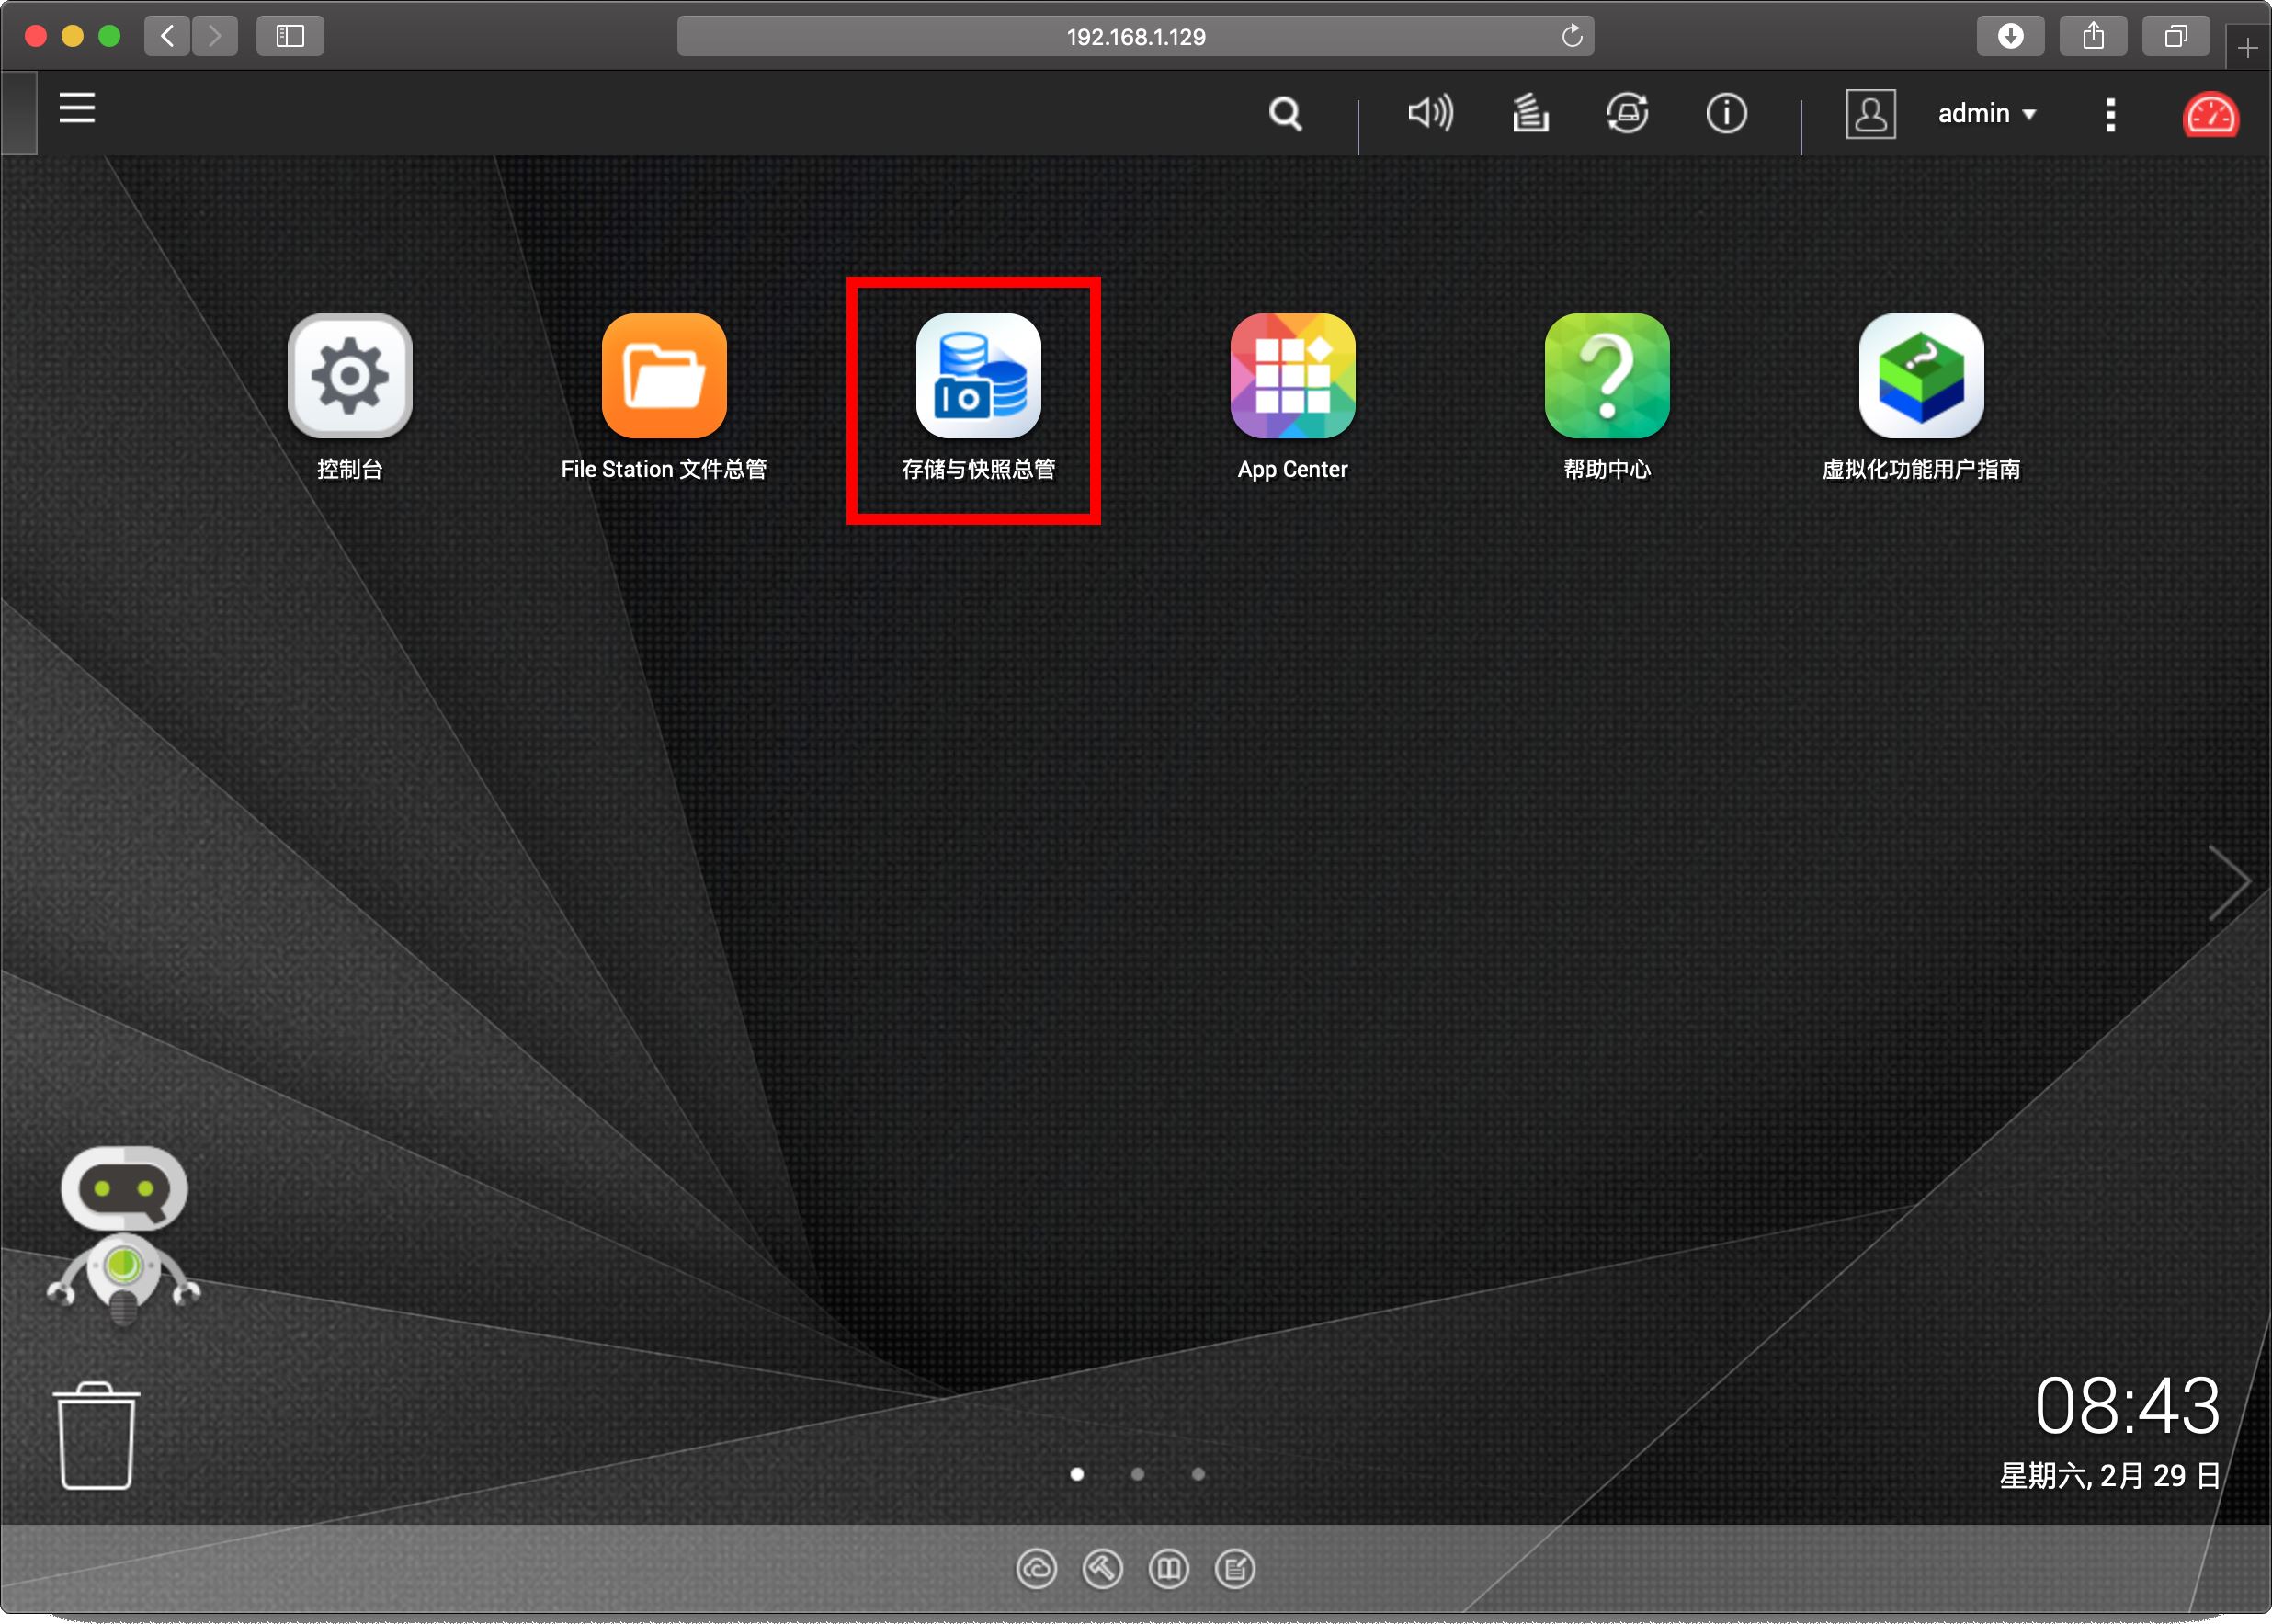 192.168.1.129
admin
控制台
File Station 文件总管
存储与快照总管
App Center
帮助中心
虚拟化功能用户指南
08:43
星期六, 2月 29 日